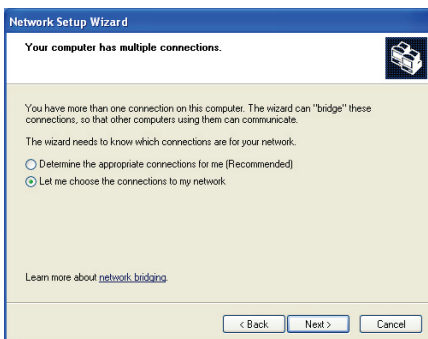 Network Setup Wizard
Your computer has multiple connections.
You have more than one connection on this computer. The wizard can "bridge" these
connections, so that other computers using them can communicate.
The wizard needs to know which connections are for your network.
Determine the appropriate connections for me (Recommended)
Let me choose the connections to my network
Learn more about network bridging.
< Back
Next >
Cancel